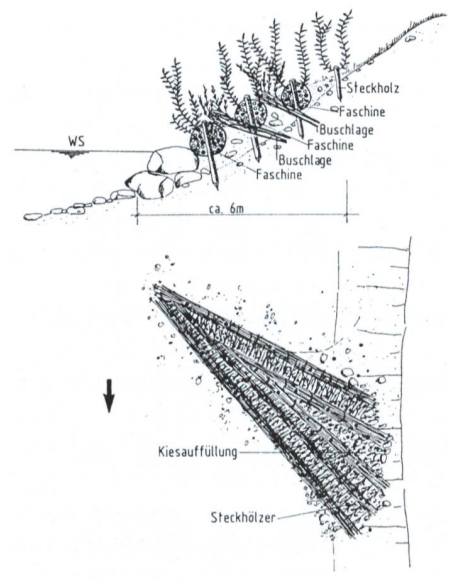 Steckholz
Faschine
Buschlage
WS
Faschine
Buschlage
Faschine
ca. 6m
Kiesauffüllung
Steckhölzer